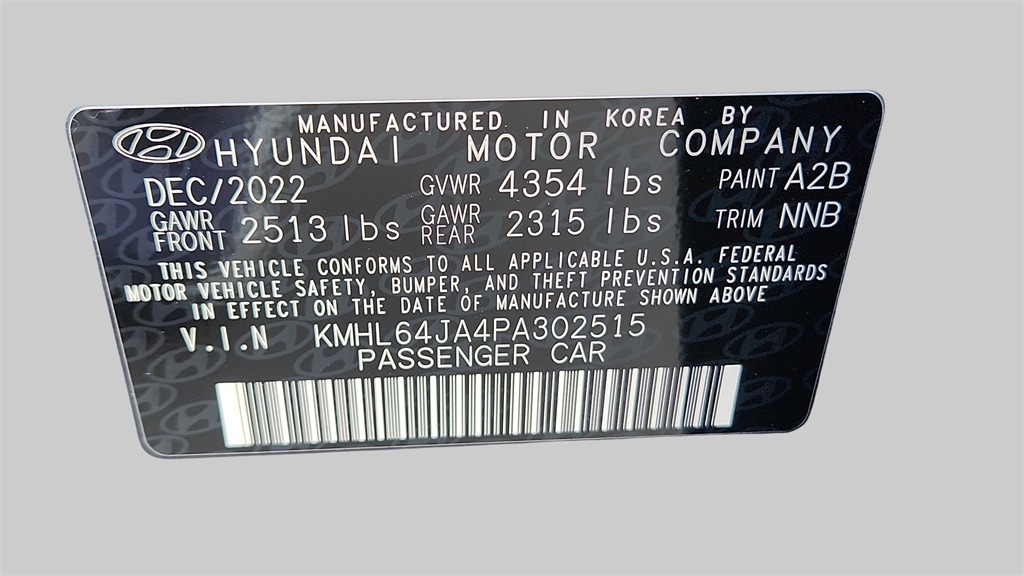 MANUFACTURED IN KOREA BY
HYUNDAI MOTOR COMPANY
DEC/2022 GVWR 4354 lbs PAINT A2B
GAWR FRONT 2513 lbs GAWR REAR 2315 lbs TRIM NNB
THIS VEHICLE CONFORMS TO ALL APPLICABLE U.S.A. FEDERAL
MOTOR VEHICLE SAFETY, BUMPER, AND THEFT PREVENTION STANDARDS
IN EFFECT ON THE DATE OF MANUFACTURE SHOWN ABOVE
V.I.N KMHL64JA4PA302515
PASSENGER CAR